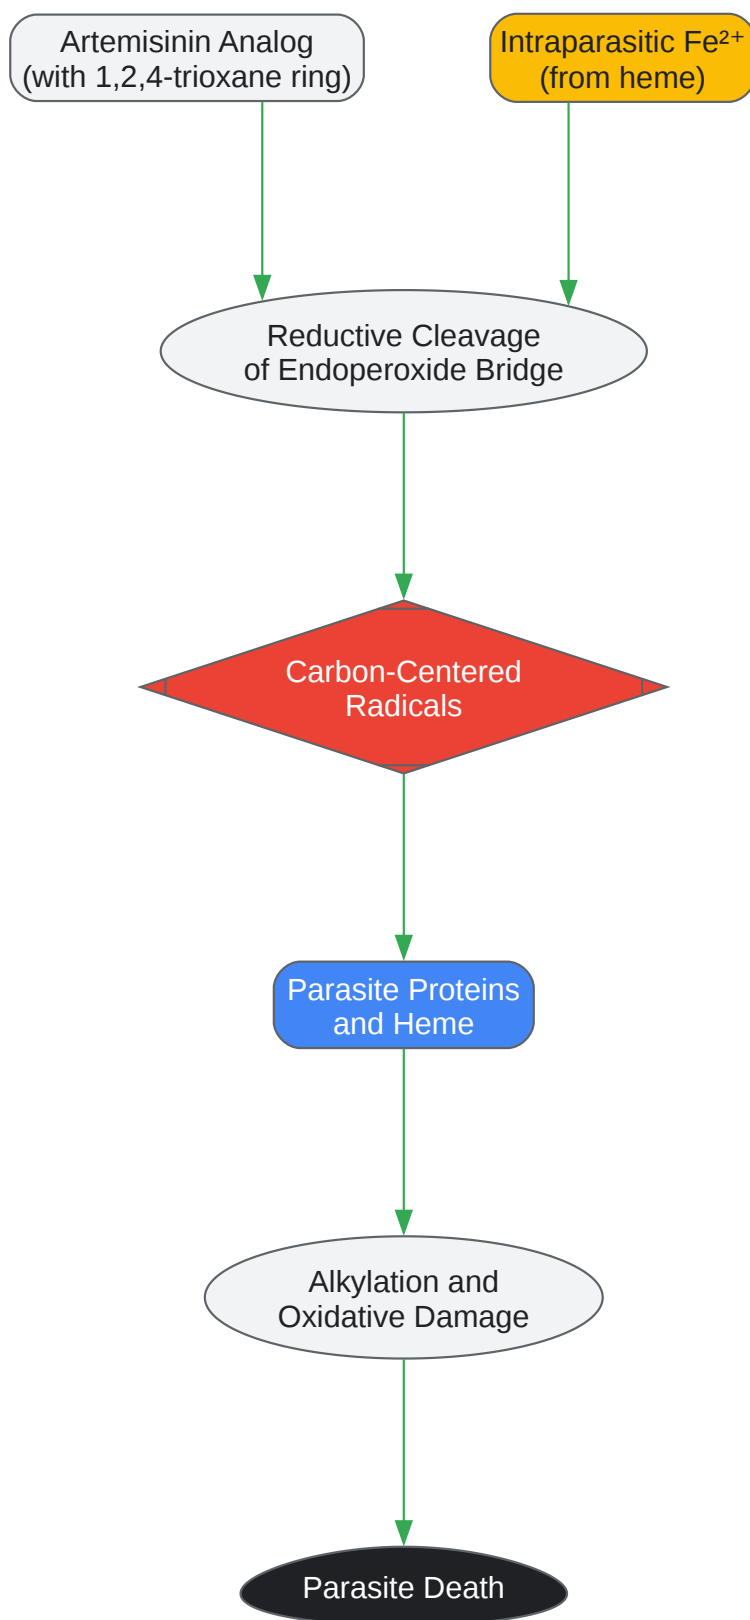 Artemisinin Analog
(with 1,2,4-trioxane ring)
Intraparasitic Fe²⁺
(from heme)
Reductive Cleavage
of Endoperoxide Bridge
Carbon-Centered
Radicals
Parasite Proteins
and Heme
Alkylation and
Oxidative Damage
Parasite Death